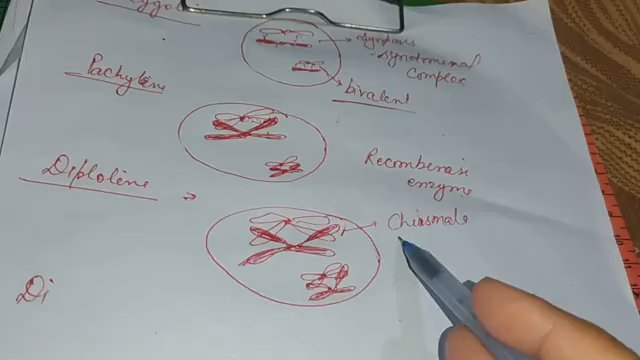 synapsis
- synaptonemal
complex
Pachytene
bivalent
Recombinase
enzyme
Diplotene
Chiasmata
Di